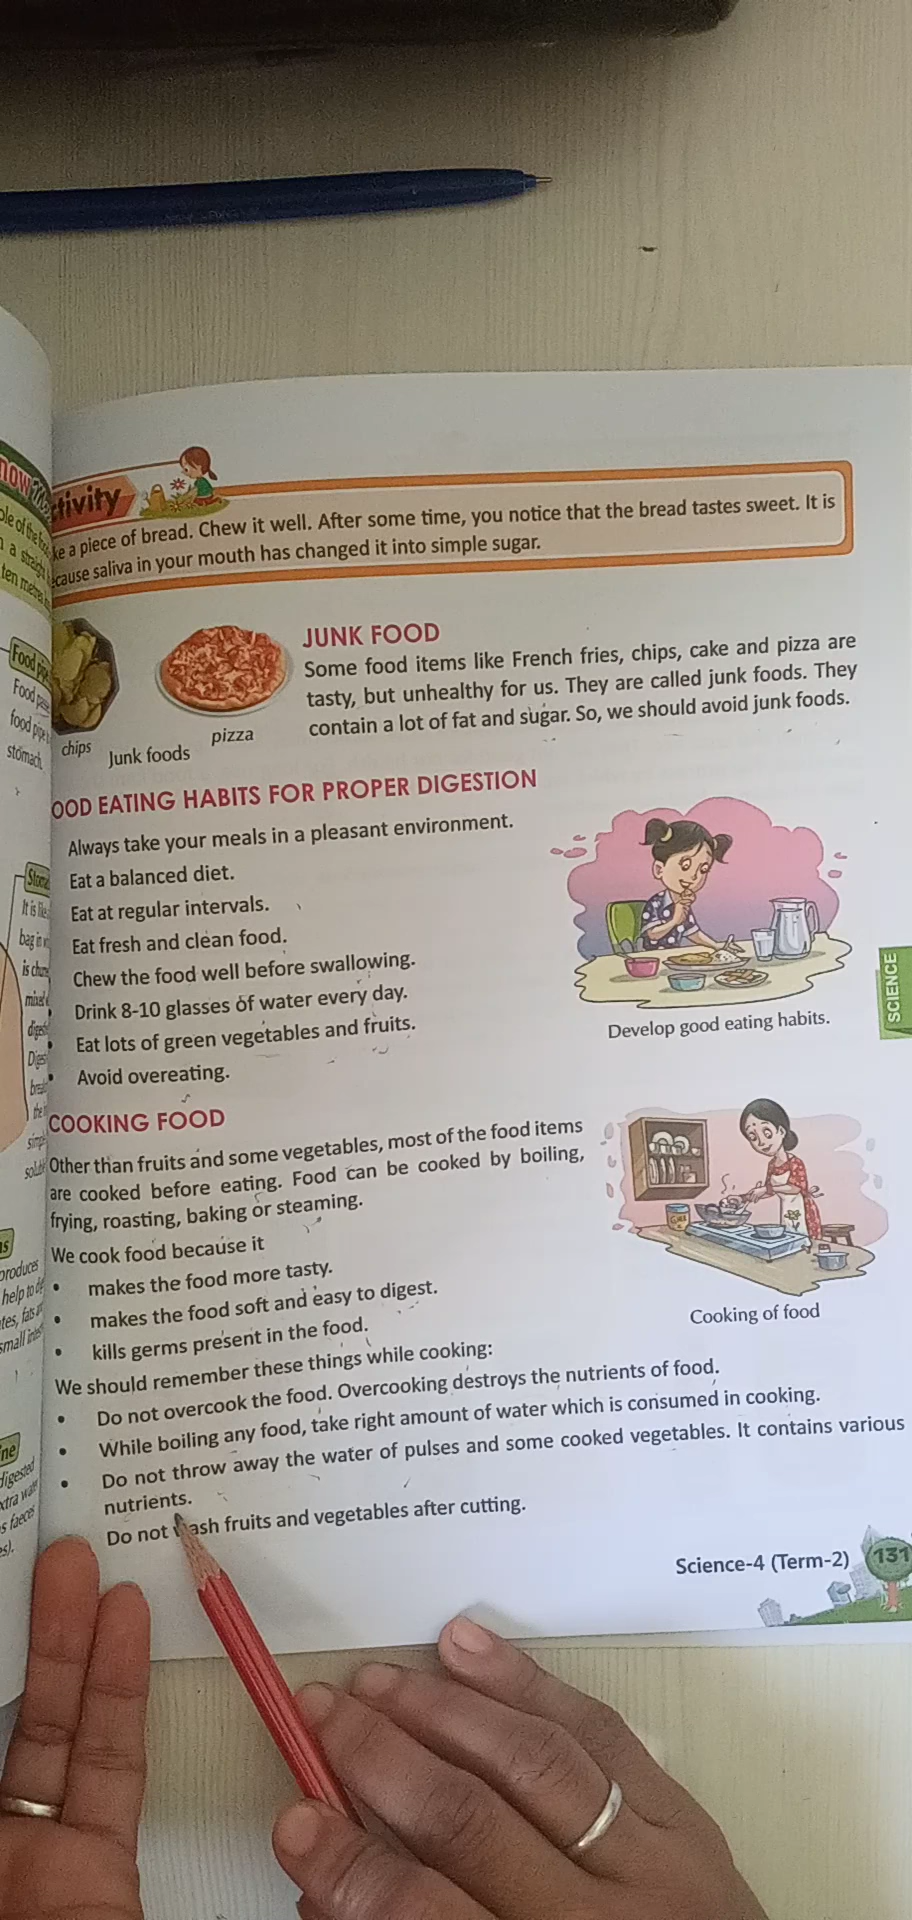 tivity
ke a piece of bread. Chew it well. After some time, you notice that the bread tastes sweet. It is
ecause saliva in your mouth has changed it into simple sugar.
JUNK FOOD
Some food items like French fries, chips, cake and pizza are
tasty, but unhealthy for us. They are called junk foods. They
contain a lot of fat and sugar. So, we should avoid junk foods.
chips
Junk foods
pizza
OOD EATING HABITS FOR PROPER DIGESTION
Always take your meals in a pleasant environment.
Eat a balanced diet.
Eat at regular intervals.
Eat fresh and clean food.
Chew the food well before swallowing.
• Drink 8-10 glasses of water every day.
• Eat lots of green vegetables and fruits.
• Avoid overeating.
Develop good eating habits.
SCIENCE
COOKING FOOD
Other than fruits and some vegetables, most of the food items
are cooked before eating. Food can be cooked by boiling,
frying, roasting, baking or steaming.
We cook food because it
• makes the food more tasty.
• makes the food soft and easy to digest.
• kills germs present in the food.
Cooking of food
We should remember these things while cooking:
• Do not overcook the food. Overcooking destroys the nutrients of food.
• While boiling any food, take right amount of water which is consumed in cooking.
• Do not throw away the water of pulses and some cooked vegetables. It contains various
nutrients.
Do not wash fruits and vegetables after cutting.
Science-4 (Term-2) 131
Food
food
stomach